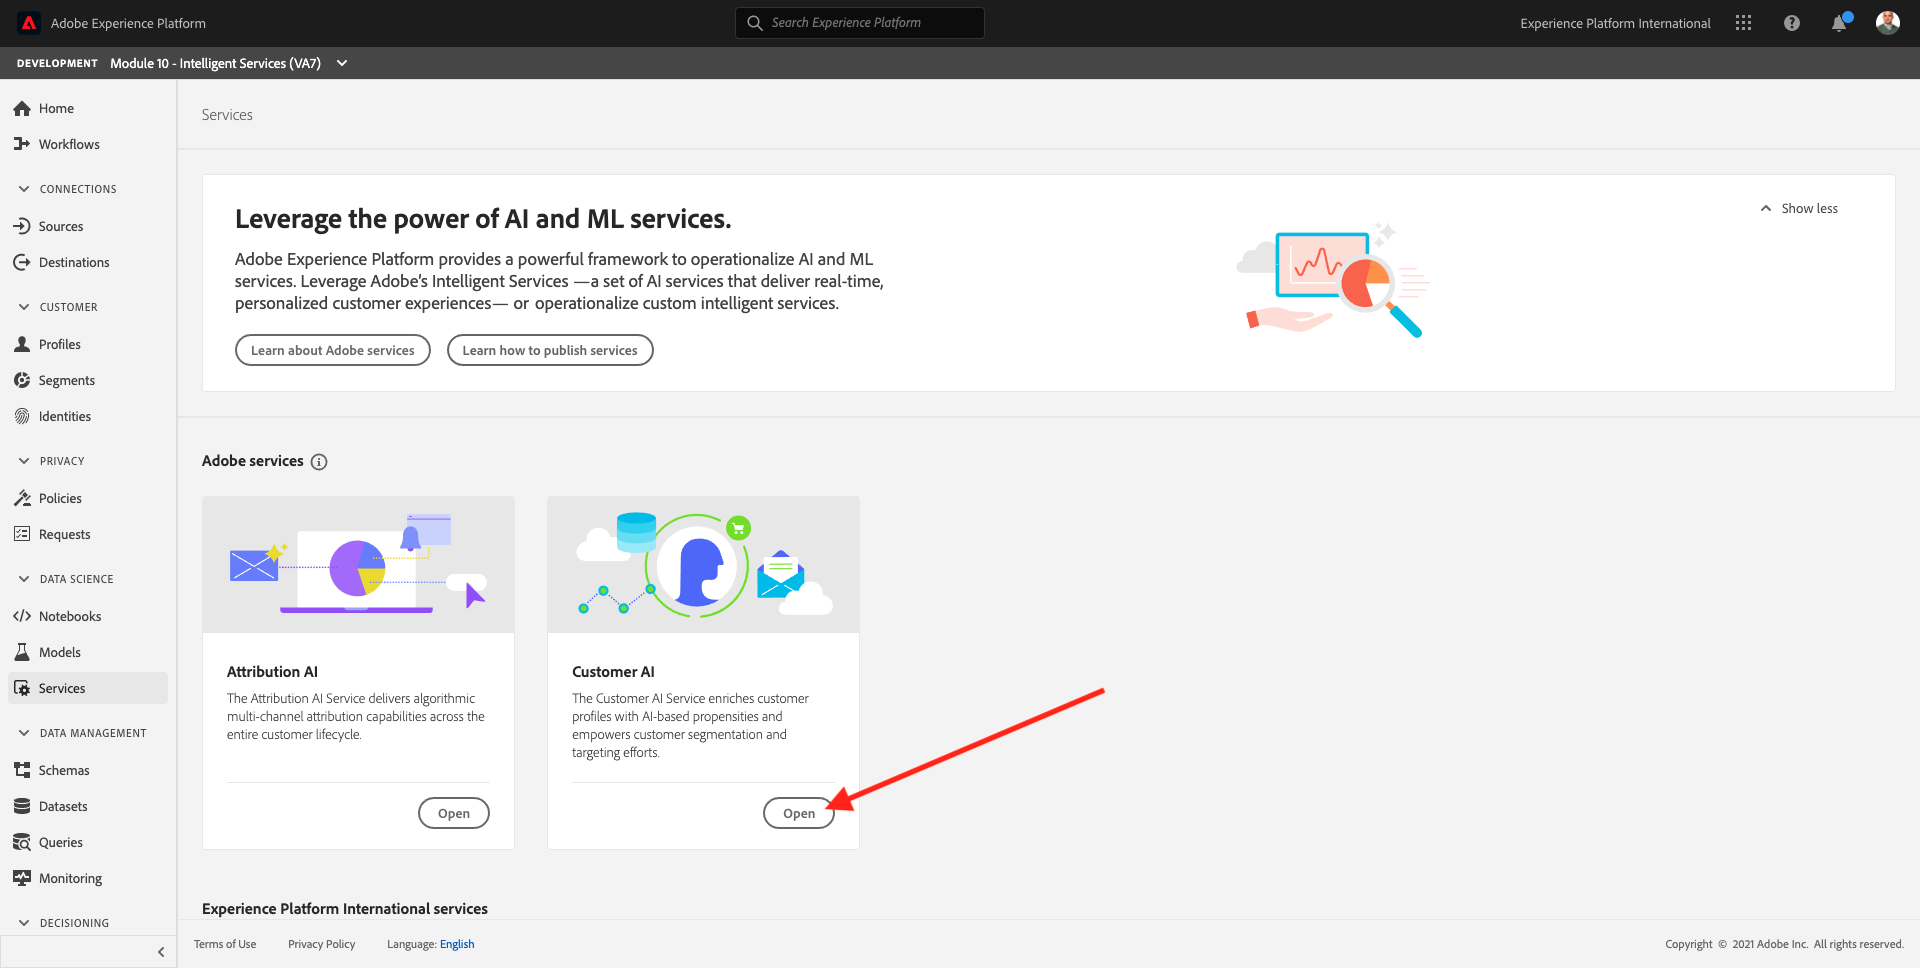 Adobe Experience Platform
Search Experience Platform
Experience Platform International
DEVELOPMENT Module 10 - Intelligent Services (VA7)
Home
Workflows
CONNECTIONS
Sources
Destinations
CUSTOMER
Profiles
Segments
Identities
PRIVACY
Policies
Requests
DATA SCIENCE
Notebooks
Models
Services
DATA MANAGEMENT
Schemas
Datasets
Queries
Monitoring
DECISIONING
Services
Leverage the power of AI and ML services.
Show less
Adobe Experience Platform provides a powerful framework to operationalize AI and ML
services. Leverage Adobe's Intelligent Services —a set of AI services that deliver real-time,
personalized customer experiences— or operationalize custom intelligent services.
Learn about Adobe services
Learn how to publish services
Adobe services
Attribution AI
The Attribution AI Service delivers algorithmic
multi-channel attribution capabilities across the
entire customer lifecycle.
Open
Customer AI
The Customer AI Service enriches customer
profiles with AI-based propensities and
empowers customer segmentation and
targeting efforts.
Open
Experience Platform International services
Terms of Use
Privacy Policy
Language: English
Copyright © 2021 Adobe Inc. All rights reserved.